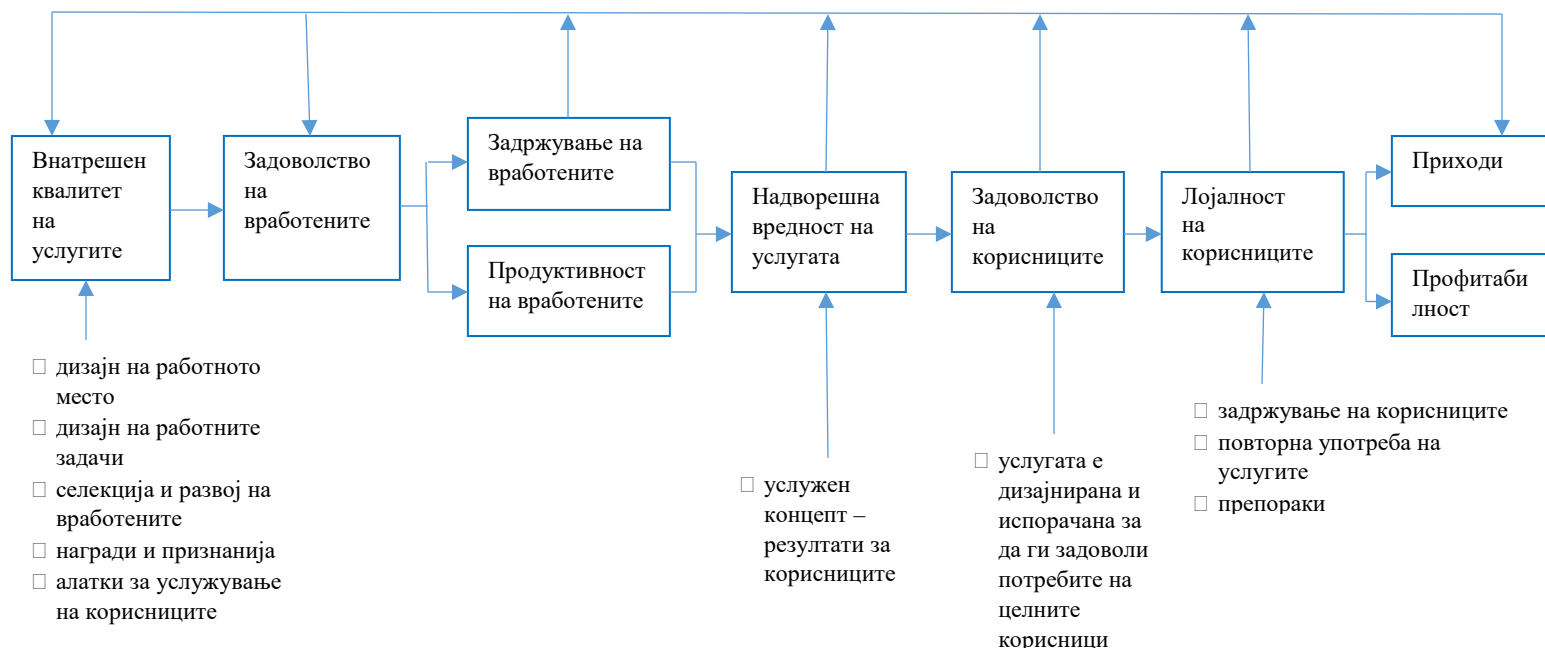 Внатрешен
квалитет
на
услугите
Задоволство
на
вработените
Задржување на
вработените
Продуктивност
на вработените
Надворешна
вредност на
услугата
Задоволство
на
корисниците
Лојалност
на
корисниците
Приходи
Профитаби
лност
дизајн на работното
место
дизајн на работните
задачи
селекција и развој на
вработените
награди и признанија
алатки за услужување
на корисниците
услужен
концепт –
резултати за
корисниците
услугата е
дизајнирана и
испорачана за
да ги задоволи
потребите на
целните
корисници
задржување на корисниците
повторна употреба на
услугите
препораки